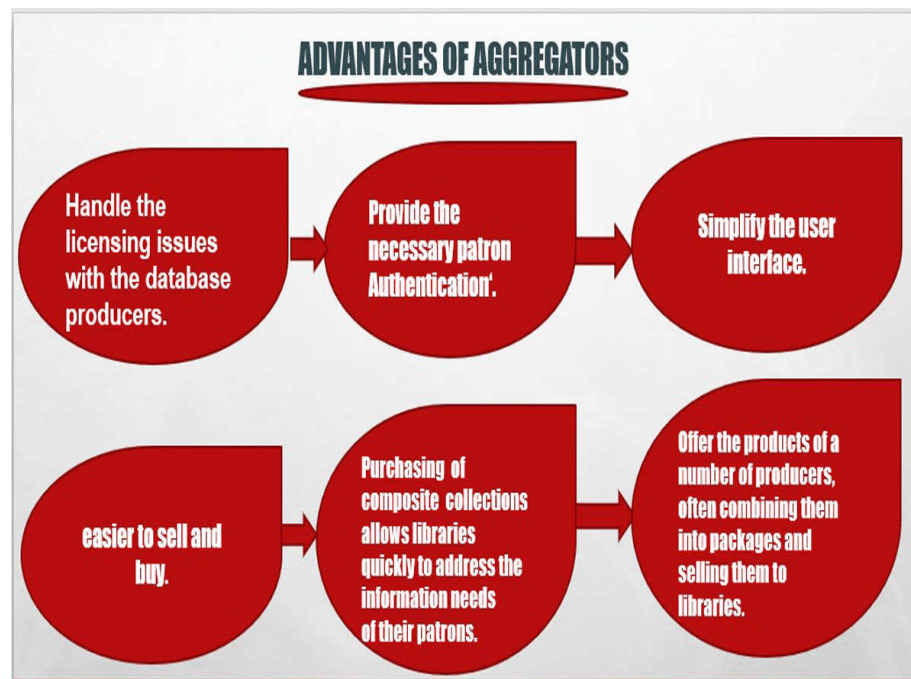 ADVANTAGES OF AGGREGATORS
Handle the
licensing issues
with the database
producers.
Provide the
necessary patron
Authentication‘.
Simplify the user
interface.
easier to sell and
buy.
Purchasing of
composite collections
allows libraries
quickly to address the
information needs
of their patrons.
Offer the products of a
number of producers,
often combining them
into packages and
selling them to
libraries.